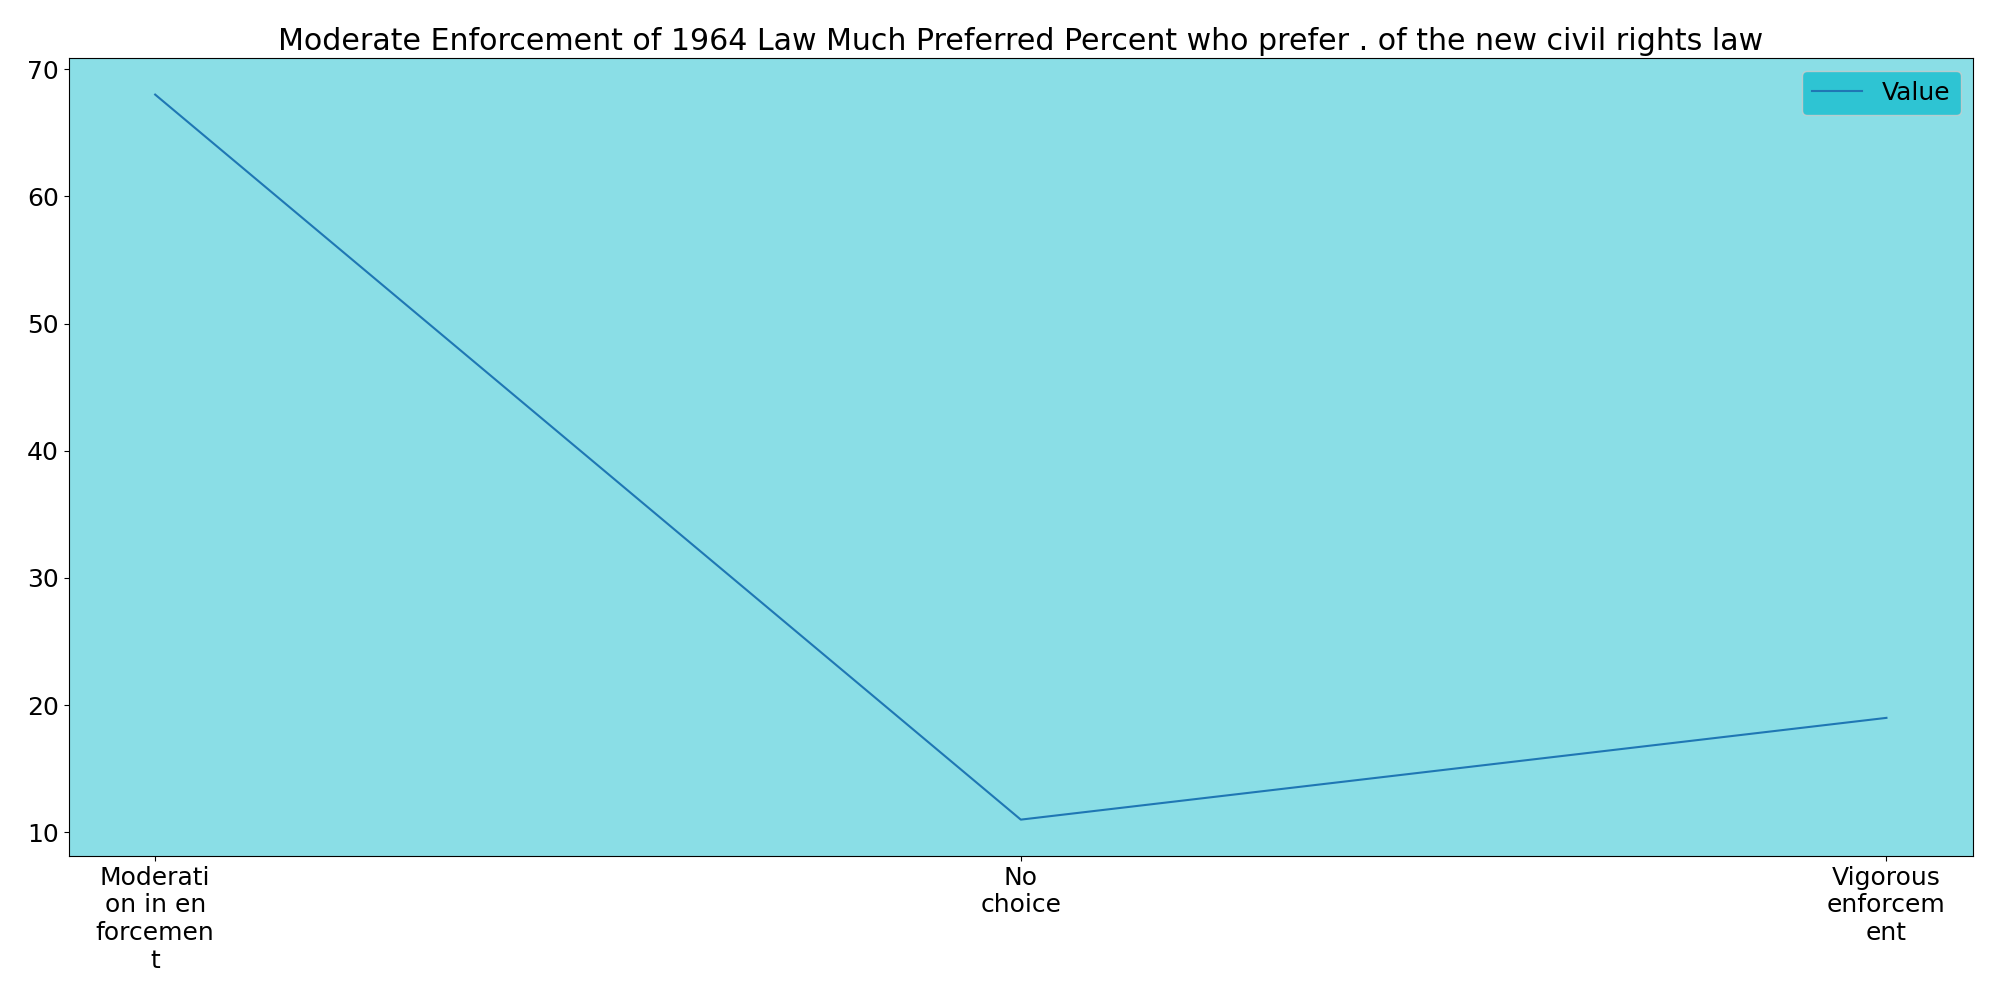 Moderate Enforcement of 1964 Law Much Preferred Percent who prefer . of the new civil rights law
Value
70
60
50
40
30
20
10
Moderati
on in en
forcemen
t
No
choice
Vigorous
enforcem
ent